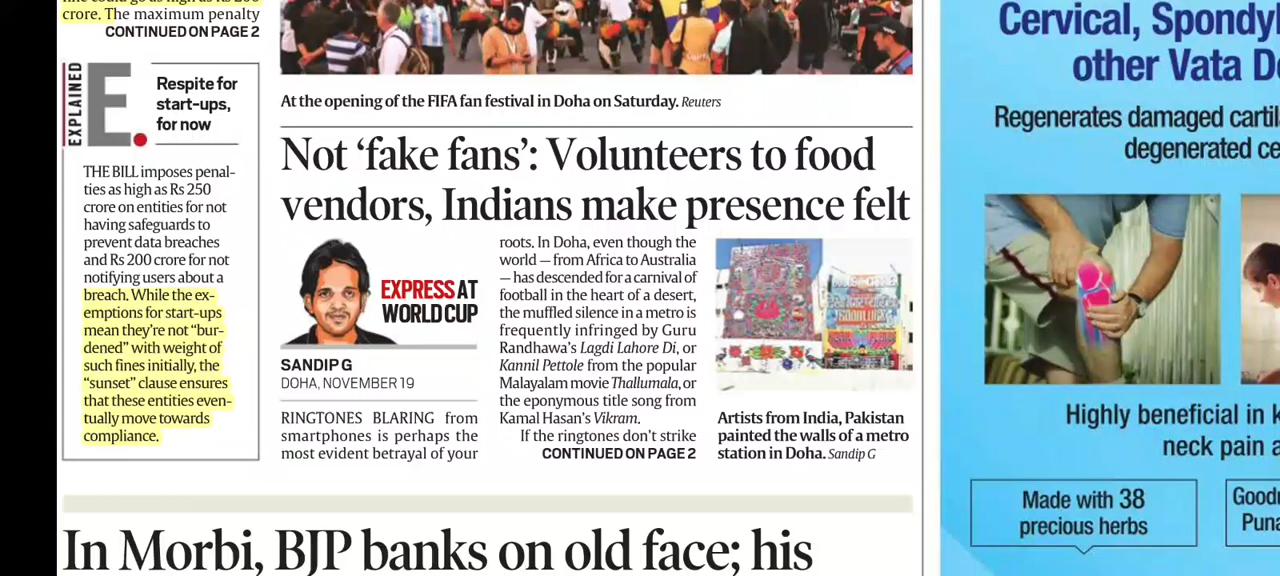 crore. The maximum penalty
CONTINUED ON PAGE 2
EXPLAINED
E.
Respite for
start-ups,
for now
THE BILL imposes penal-
ties as high as Rs 250
crore on entities for not
having safeguards to
prevent data breaches
and Rs 200 crore for not
notifying users about a
breach. While the ex-
emptions for start-ups
mean they're not "bur-
dened" with weight of
such fines initially, the
"sunset" clause ensures
that these entities even-
tually move towards
compliance.
At the opening of the FIFA fan festival in Doha on Saturday. Reuters
Not 'fake fans': Volunteers to food
vendors, Indians make presence felt
EXPRESS AT
WORLD CUP
SANDIP G
DOHA, NOVEMBER 19
RINGTONES BLARING from
smartphones is perhaps the
most evident betrayal of your
roots. In Doha, even though the
world — from Africa to Australia
— has descended for a carnival of
football in the heart of a desert,
the muffled silence in a metro is
frequently infringed by Guru
Randhawa's Lagdi Lahore Di, or
Kannil Pettole from the popular
Malayalam movie Thallumala, or
the eponymous title song from
Kamal Hasan's Vikram.
If the ringtones don't strike
CONTINUED ON PAGE 2
Artists from India, Pakistan
painted the walls of a metro
station in Doha. Sandip G
In Morbi, BJP banks on old face; his
Cervical,
other Vata
Regenerates damaged
degenerated
Highly beneficial in
neck pain
Made with 38
precious herbs